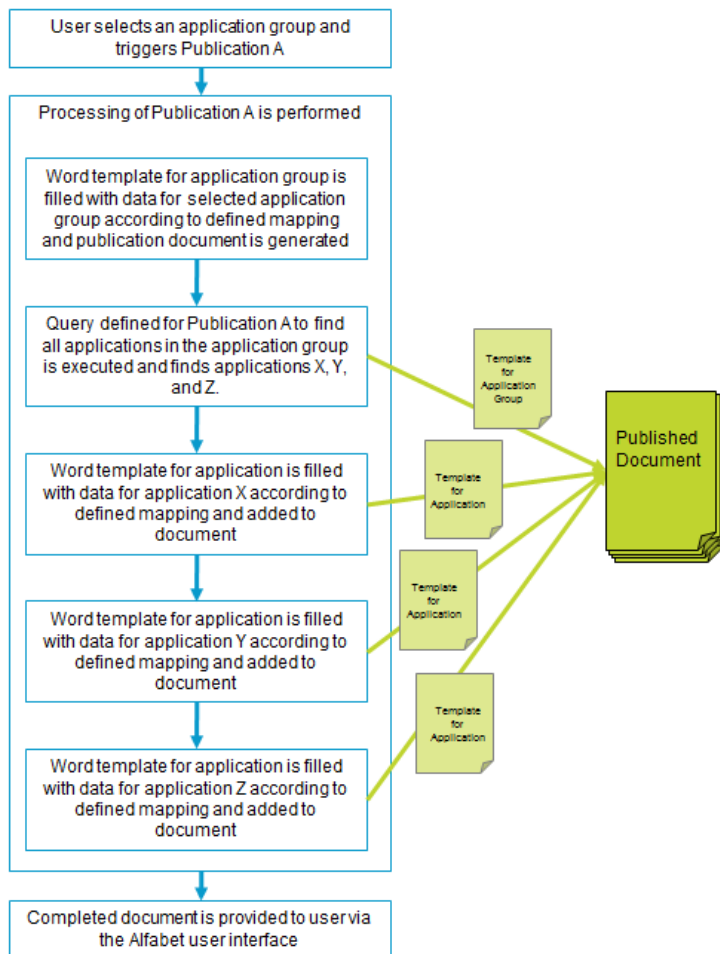 User selects an application group and
triggers Publication A
Processing of Publication A is performed
Word template for application group is
filled with data for selected application
group according to defined mapping
and publication document is generated
Query defined for Publication A to find
all applications in the application group
is executed and finds applications X, Y,
and Z.
Template
for
Application
Group
Published
Document
Word template for application is filled
with data for application X according to
defined mapping and added to
document
Template
for
Application
Word template for application is filled
with data for application Y according to
defined mapping and added to
document
Template
for
Application
Word template for application is filled
with data for application Z according to
defined mapping and added to
document
Template
for
Application
Completed document is provided to user via
the Alfabet user interface